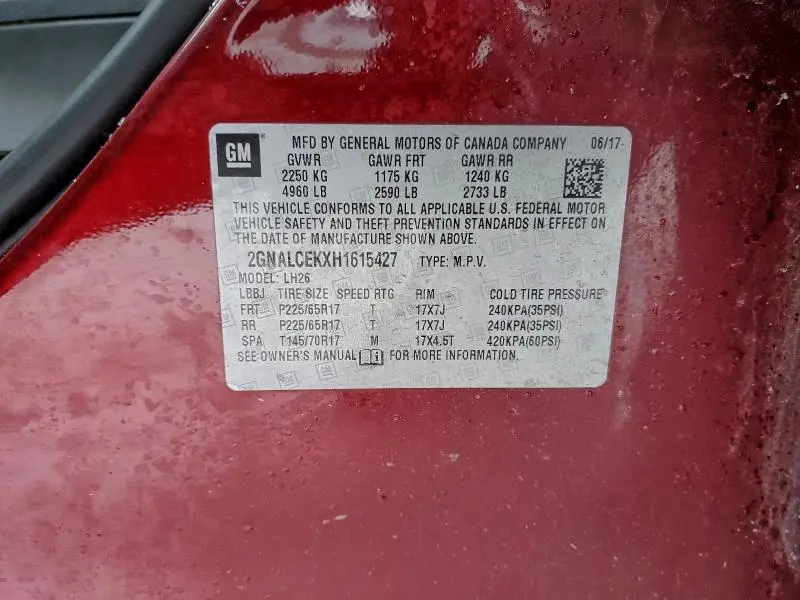 GM ® MFD BY GENERAL MOTORS OF CANADA COMPANY 06/17
GVWR GAWR FRT GAWR RR
2250 KG 1175 KG 1240 KG
4960 LB 2590 LB 2733 LB
THIS VEHICLE CONFORMS TO ALL APPLICABLE U.S. FEDERAL MOTOR
VEHICLE SAFETY AND THEFT PREVENTION STANDARDS IN EFFECT ON
THE DATE OF MANUFACTURE SHOWN ABOVE.
2GNALCEKXH1615427 TYPE: M.P.V.
MODEL: LH26
LBBJ TIRE SIZE SPEED RTG RIM COLD TIRE PRESSURE
FRT P225/65R17 T 17X7J 240KPA(35PSI)
RR P225/65R17 T 17X7J 240KPA(35PSI)
SPA T145/70R17 M 17X4.5T 420KPA(60PSI)
SEE OWNER'S MANUAL i FOR MORE INFORMATION.